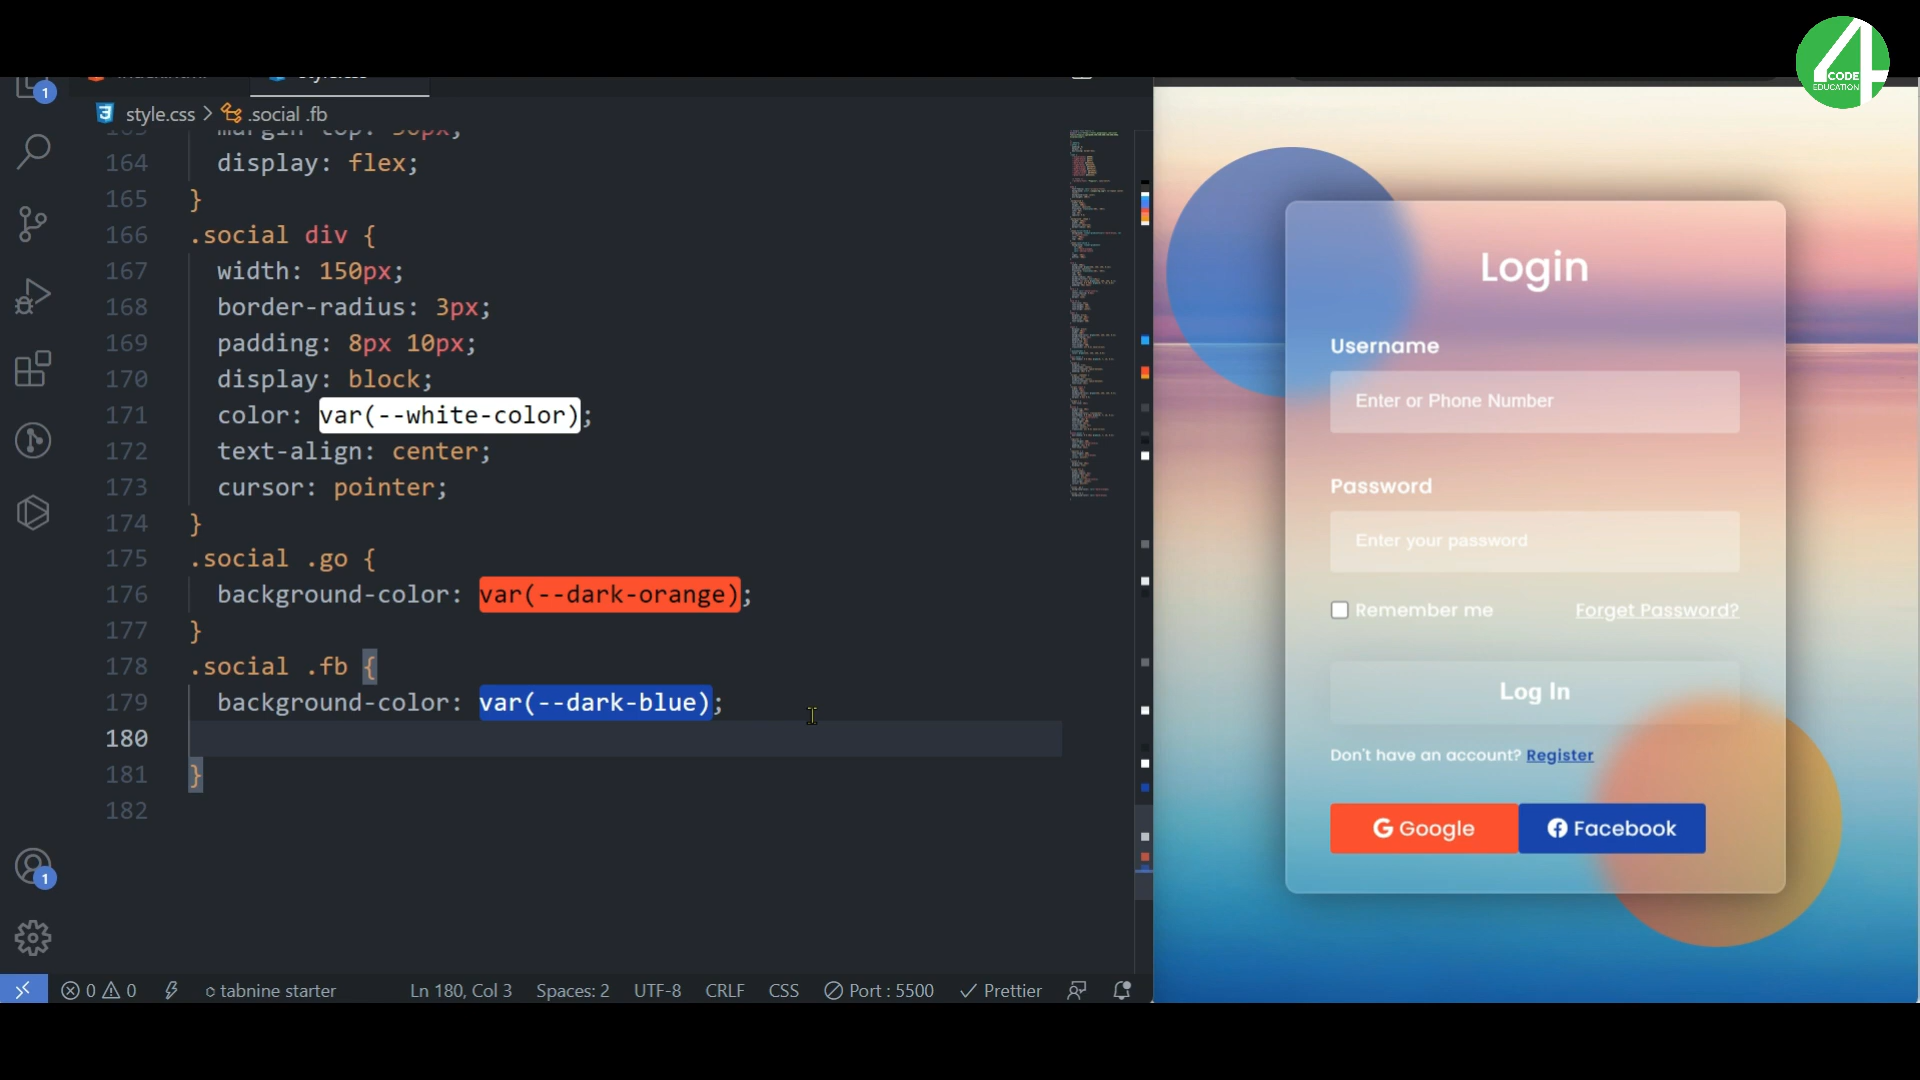 4
CODE
EDUCATION
1
style.css > .social .fb
164 display: flex;
165 }
166 .social div {
167 width: 150px;
168 border-radius: 3px;
169 padding: 8px 10px;
170 display: block;
171 color: var(--white-color);
172 text-align: center;
173 cursor: pointer;
174 }
175 .social .go {
176 background-color: var(--dark-orange);
177 }
178 .social .fb {
179 background-color: var(--dark-blue);
180
181 }
182
1
0 0 tabnine starter Ln 180, Col 3 Spaces: 2 UTF-8 CRLF CSS Port : 5500 Prettier
Login
Username
Enter or Phone Number
Password
Enter your password
Remember me Forget Password?
Log In
Don't have an account? Register
Google Facebook